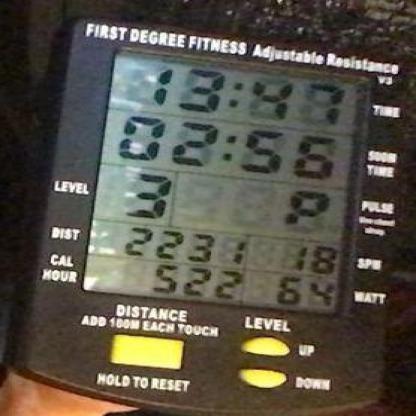 FIRST DEGREE FITNESS Adjustable Resistance
V3
13:47 TIME
02:56 500M TIME
LEVEL 3 P PULSE
DIST 2231 18 SPM
CAL HOUR 522 64 WATT
DISTANCE
ADD 100M EACH TOUCH
LEVEL
UP
HOLD TO RESET
DOWN